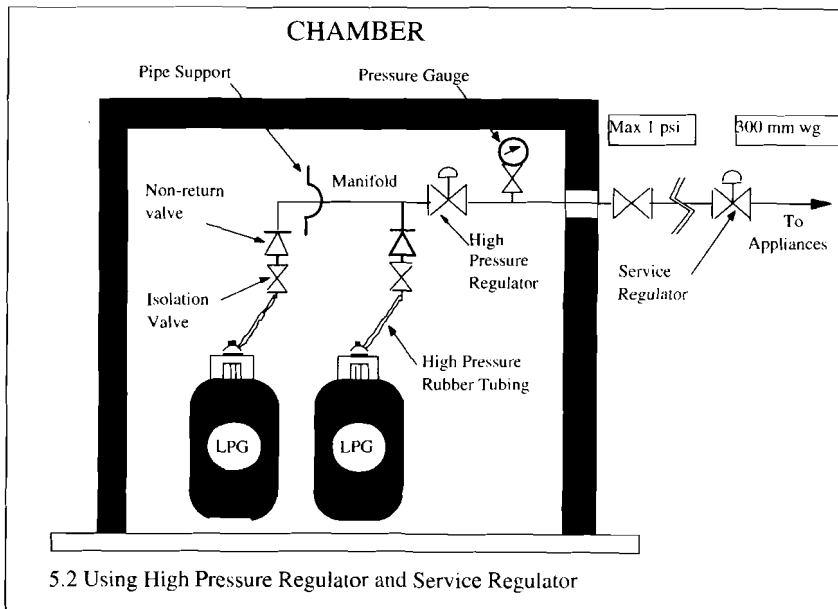 CHAMBER
Pipe Support
Pressure Gauge
Max 1 psi
300 mm wg
Manifold
Non-return
valve
High
Pressure
Regulator
To
Appliances
Service
Regulator
Isolation
Valve
High Pressure
Rubber Tubing
LPG
LPG
5.2 Using High Pressure Regulator and Service Regulator